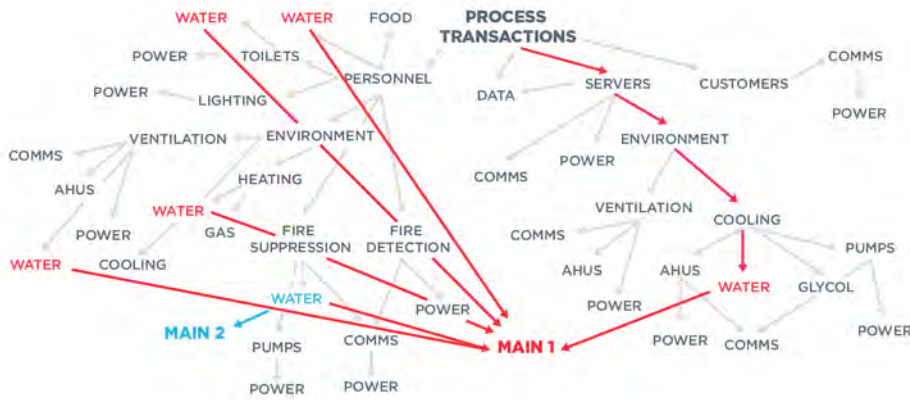 WATER
WATER
FOOD
PROCESS
TRANSACTIONS
POWER
TOILETS
PERSONNEL
COMMS
CUSTOMERS
DATA
SERVERS
POWER
LIGHTING
POWER
VENTILATION
ENVIRONMENT
ENVIRONMENT
COMMS
POWER
COMMS
AHUS
HEATING
WATER
GAS
FIRE
SUPPRESSION
FIRE
DETECTION
VENTILATION
COOLING
POWER
COMMS
PUMPS
WATER
COOLING
AHUS
AHUS
WATER
GLYCOL
WATER
POWER
POWER
MAIN 2
PUMPS
COMMS
MAIN 1
POWER
COMMS
POWER
POWER
POWER